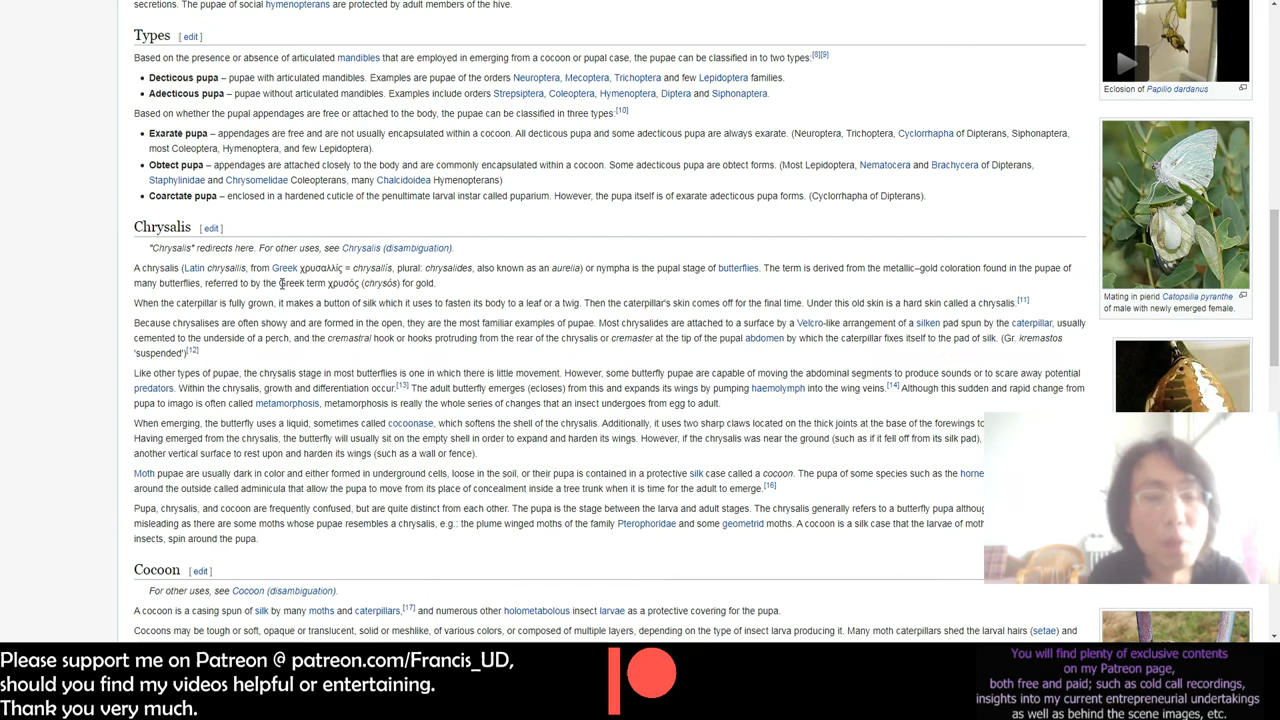 secretions. The pupae of social hymenopterans are protected by adult members of the hive.
Types [ edit ]
Based on the presence or absence of articulated mandibles that are employed in emerging from a cocoon or pupal case, the pupae can be classified in to two types:[8][9]
• Decticous pupa – pupae with articulated mandibles. Examples are pupae of the orders Neuroptera, Mecoptera, Trichoptera and few Lepidoptera families.
• Adecticous pupa – pupae without articulated mandibles. Examples include orders Strepsiptera, Coleoptera, Hymenoptera, Diptera and Siphonaptera.
Based on whether the pupal appendages are free or attached to the body, the pupae can be classified in three types:[10]
• Exarate pupa – appendages are free and are not usually encapsulated within a cocoon. All decticous pupa and some adecticous pupa are always exarate. (Neuroptera, Trichoptera, Cyclorrhapha of Dipterans, Siphonaptera,
most Coleoptera, Hymenoptera, and few Lepidoptera).
• Obtect pupa – appendages are attached closely to the body and are commonly encapsulated within a cocoon. Some adecticous pupa are obtect forms. (Most Lepidoptera, Nematocera and Brachycera of Dipterans,
Staphylinidae and Chrysomelidae Coleopterans, many Chalcidoidea Hymenopterans)
• Coarctate pupa – enclosed in a hardened cuticle of the penultimate larval instar called puparium. However, the pupa itself is of exarate adecticous pupa forms. (Cyclorrhapha of Dipterans).
Chrysalis [ edit ]
"Chrysalis" redirects here. For other uses, see Chrysalis (disambiguation).
A chrysalis (Latin chrysallis, from Greek χρυσαλλίς = chrysallís, plural: chrysalides, also known as an aurelia) or nympha is the pupal stage of butterflies. The term is derived from the metallic–gold coloration found in the pupae of
many butterflies, referred to by the Greek term χρυσός (chrysós) for gold.
When the caterpillar is fully grown, it makes a button of silk which it uses to fasten its body to a leaf or a twig. Then the caterpillar's skin comes off for the final time. Under this old skin is a hard skin called a chrysalis.[11]
Because chrysalises are often showy and are formed in the open, they are the most familiar examples of pupae. Most chrysalides are attached to a surface by a Velcro-like arrangement of a silken pad spun by the caterpillar, usually
cemented to the underside of a perch, and the cremastral hook or hooks protruding from the rear of the chrysalis or cremaster at the tip of the pupal abdomen by which the caterpillar fixes itself to the pad of silk. (Gr. kremastos
'suspended')[12]
Like other types of pupae, the chrysalis stage in most butterflies is one in which there is little movement. However, some butterfly pupae are capable of moving the abdominal segments to produce sounds or to scare away potential
predators. Within the chrysalis, growth and differentiation occur.[13] The adult butterfly emerges (ecloses) from this and expands its wings by pumping haemolymph into the wing veins.[14] Although this sudden and rapid change from
pupa to imago is often called metamorphosis, metamorphosis is really the whole series of changes that an insect undergoes from egg to adult.
When emerging, the butterfly uses a liquid, sometimes called cocoonase, which softens the shell of the chrysalis. Additionally, it uses two sharp claws located on the thick joints at the base of the forewings to
Having emerged from the chrysalis, the butterfly will usually sit on the empty shell in order to expand and harden its wings. However, if the chrysalis was near the ground (such as if it fell off from its silk pad),
another vertical surface to rest upon and harden its wings (such as a wall or fence).
Moth pupae are usually dark in color and either formed in underground cells, loose in the soil, or their pupa is contained in a protective silk case called a cocoon. The pupa of some species such as the horne
around the outside called adminicula that allow the pupa to move from its place of concealment inside a tree trunk when it is time for the adult to emerge.[16]
Pupa, chrysalis, and cocoon are frequently confused, but are quite distinct from each other. The pupa is the stage between the larva and adult stages. The chrysalis generally refers to a butterfly pupa althoug
misleading as there are some moths whose pupae resembles a chrysalis, e.g.: the plume winged moths of the family Pterophoridae and some geometrid moths. A cocoon is a silk case that the larvae of moth
insects, spin around the pupa.
Cocoon [ edit ]
For other uses, see Cocoon (disambiguation).
A cocoon is a casing spun of silk by many moths and caterpillars,[17] and numerous other holometabolous insect larvae as a protective covering for the pupa.
Cocoons may be tough or soft, opaque or translucent, solid or meshlike, of various colors, or composed of multiple layers, depending on the type of insect larva producing it. Many moth caterpillars shed the larval hairs (setae) and
Eclosion of Papilio dardanus
Mating in pierid Catopsilia pyranthe
of male with newly emerged female.
Please support me on Patreon @ patreon.com/Francis_UD,
should you find my videos helpful or entertaining.
Thank you very much.
You will find plenty of exclusive contents
on my Patreon page,
both free and paid; such as cold call recordings,
insights into my current entrepreneurial undertakings
as well as behind the scene images, etc.